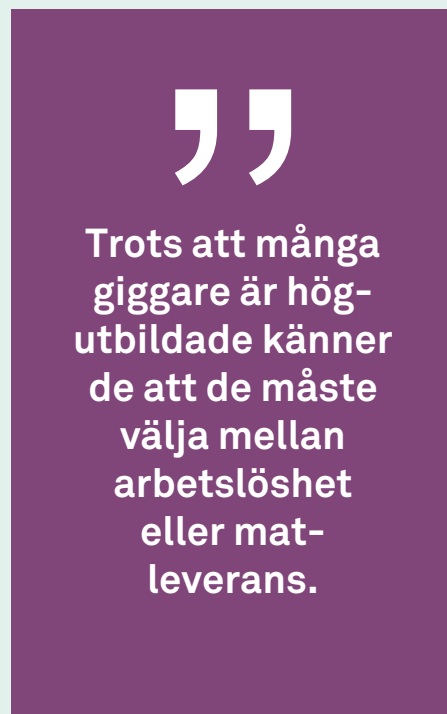 ”
Trots att många
giggare är hög-
utbildade känner
de att de måste
välja mellan
arbetslöshet
eller mat-
leverans.